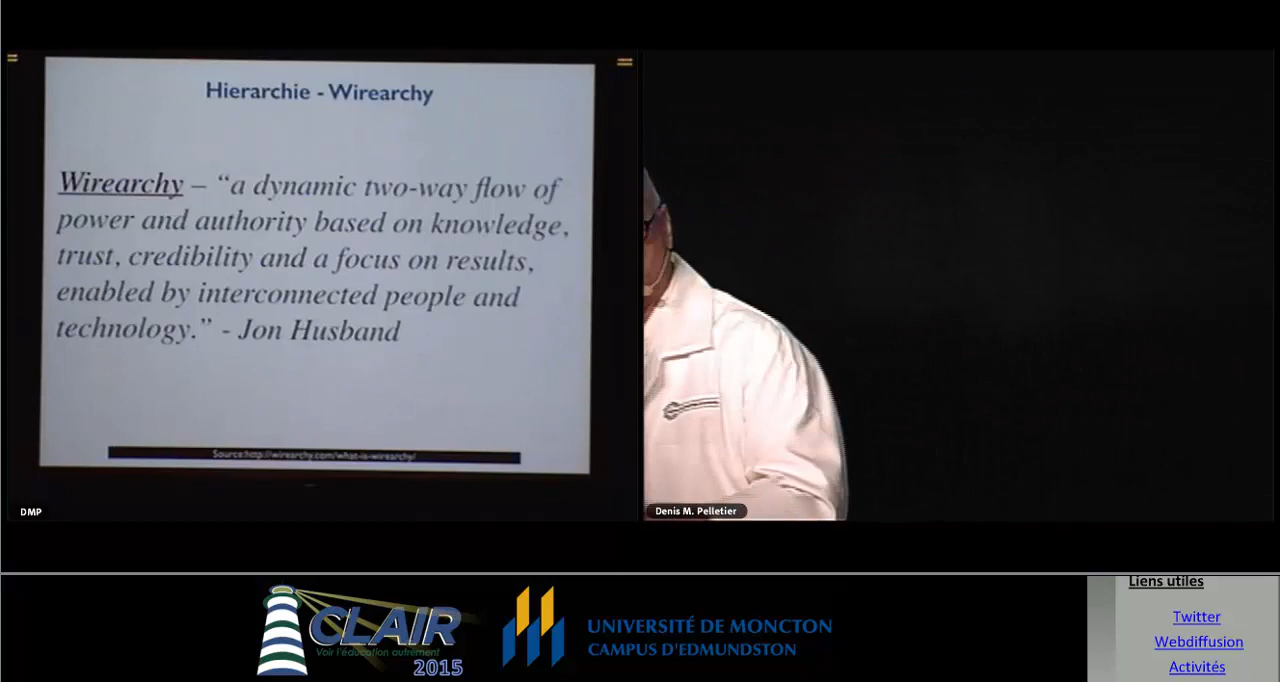 Hierarchie - Wirearchy
Wirearchy – “a dynamic two-way flow of
power and authority based on knowledge,
trust, credibility and a focus on results,
enabled by interconnected people and
technology.” - Jon Husband
Source:http://wirearchy.com/what-is-wirearchy/
DMP
Denis M. Pelletier
CLAIR
Voir l'éducation autrement
2015
UNIVERSITÉ DE MONCTON
CAMPUS D'EDMUNDSTON
Liens utiles
Twitter
Webdiffusion
Activités